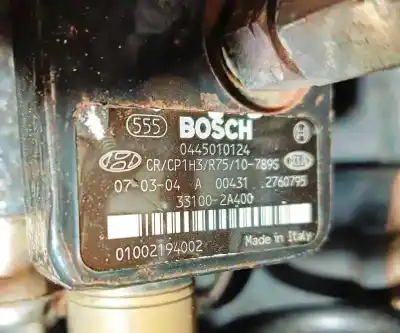 555 BOSCH
0445010124
CR/CP1H3/R75/10-789S
07-03-04 A 00431 ..2760795
33100-2A400
01002194002 Made in Italy